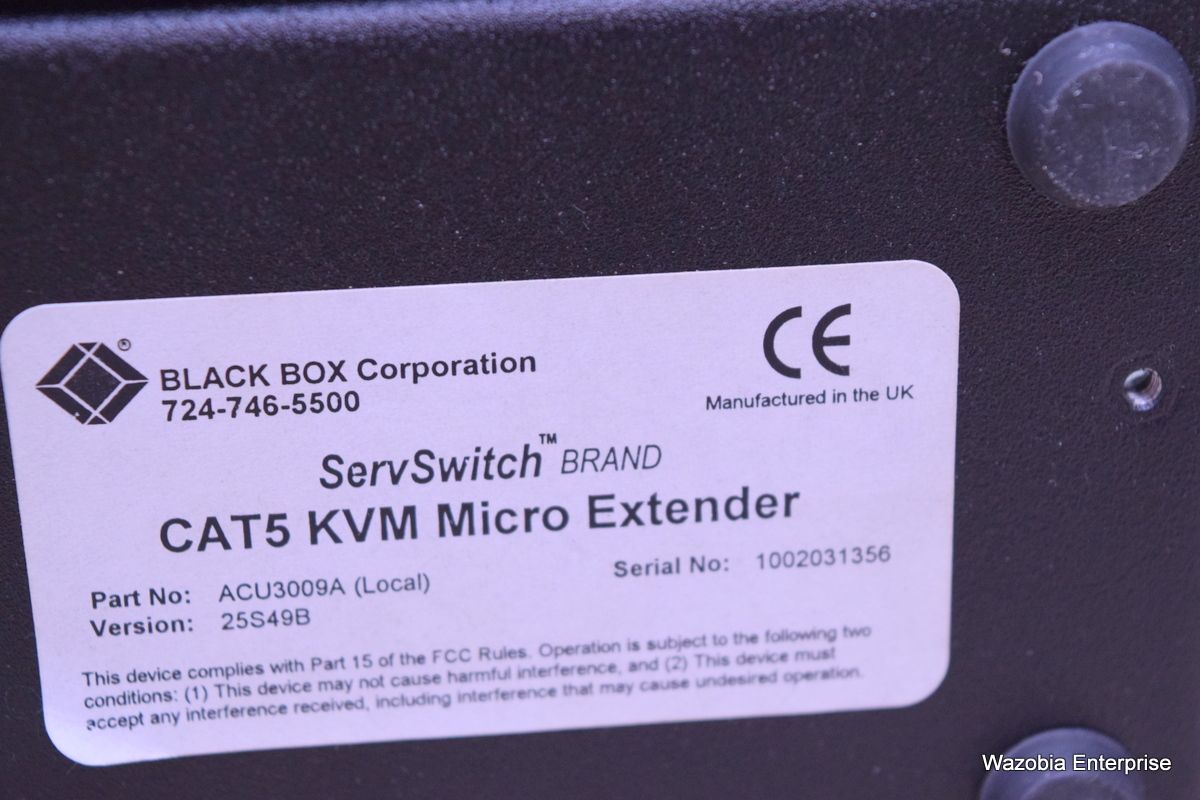 ®
BLACK BOX Corporation
724-746-5500
CE
Manufactured in the UK
ServSwitch™ BRAND
CAT5 KVM Micro Extender
Part No: ACU3009A (Local)
Serial No: 1002031356
Version: 25S49B
This device complies with Part 15 of the FCC Rules. Operation is subject to the following two
conditions: (1) This device may not cause harmful interference, and (2) This device must
accept any interference received, including interference that may cause undesired operation.
Wazobia Enterprise